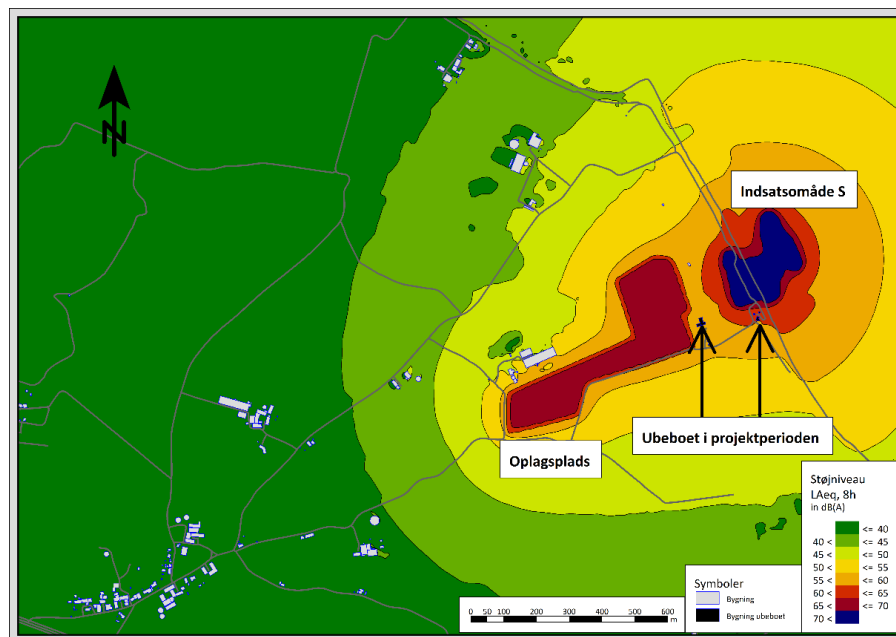 N
Indsatsområde S
Ubeboet i projektperioden
Oplagsplads
Støjniveau
LAeq, 8h
in dB(A)
<= 40
40 < <= 45
45 < <= 50
50 < <= 55
55 < <= 60
60 < <= 65
65 < <= 70
70 <
Symboler
Bygning
Bygning ubeboet
0 50 100 200 300 400 500 600
m